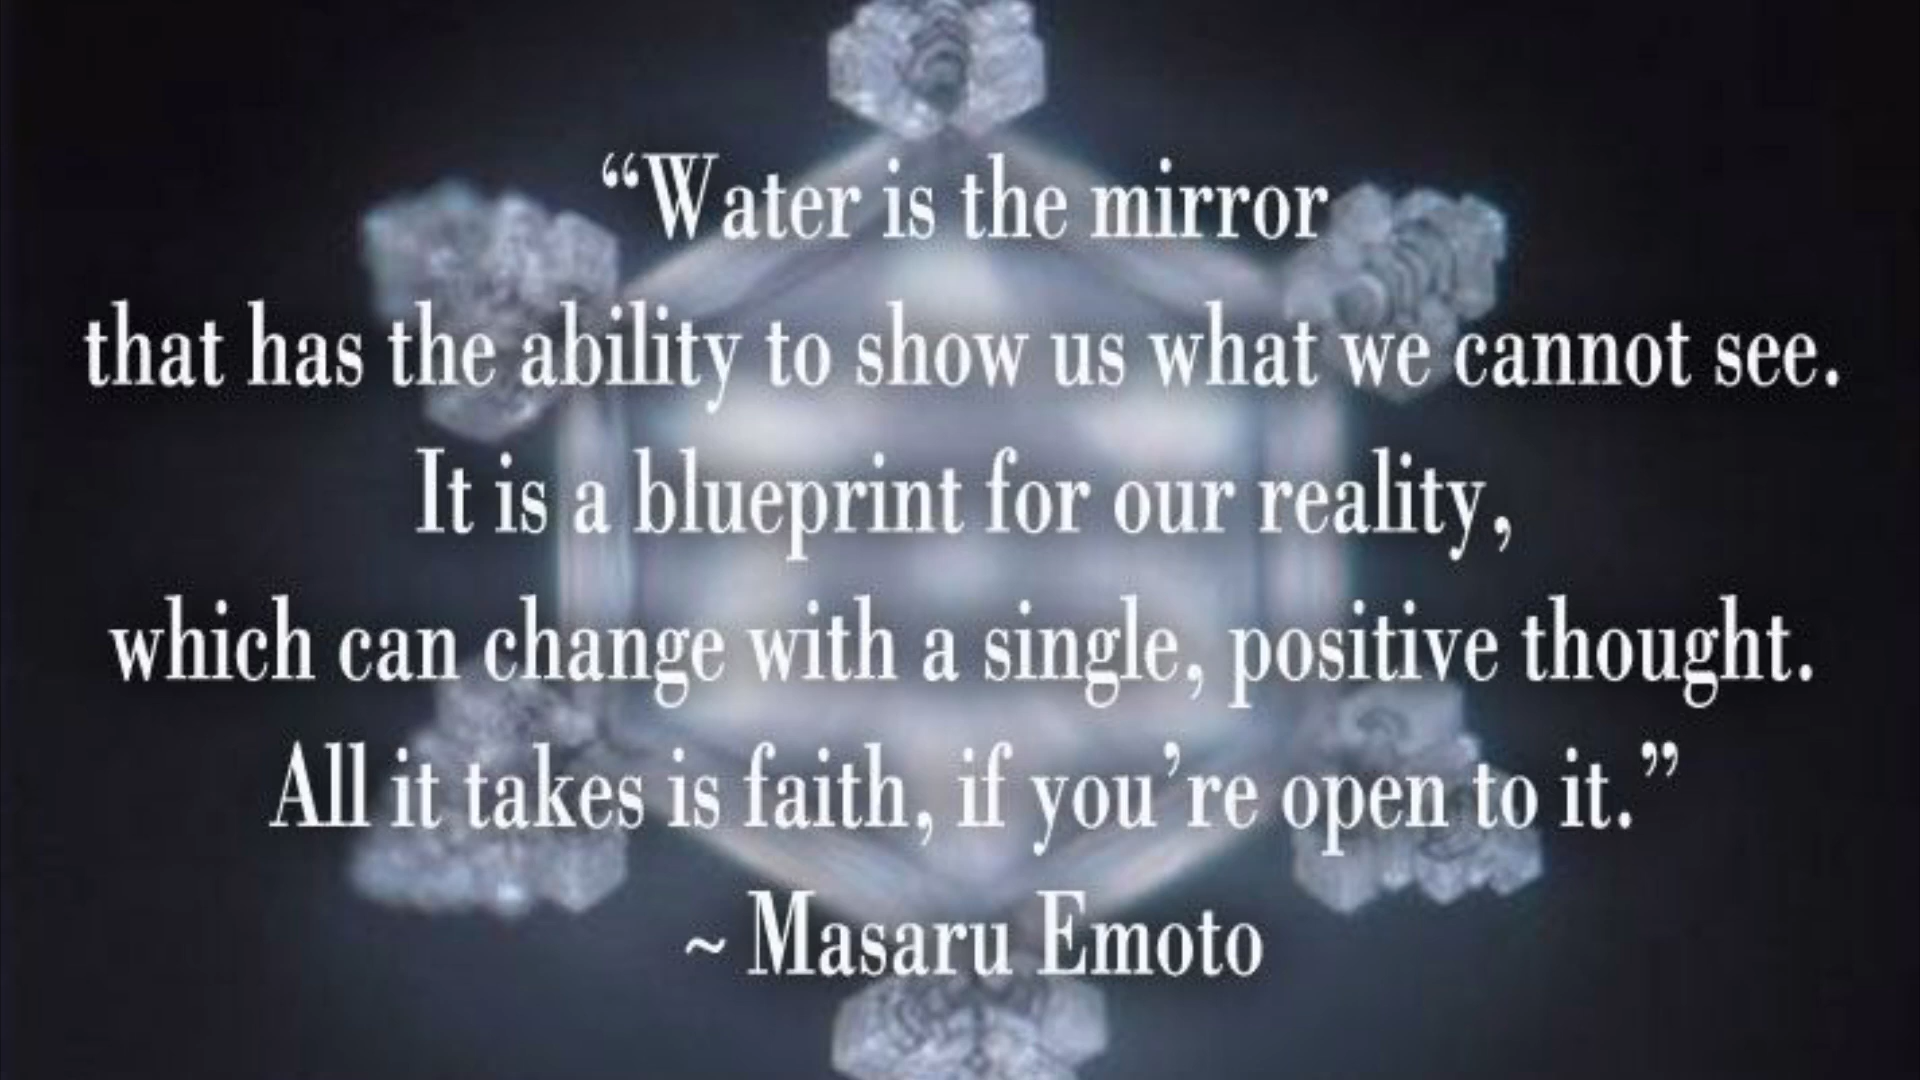 “Water is the mirror
that has the ability to show us what we cannot see.
It is a blueprint for our reality,
which can change with a single, positive thought.
All it takes is faith, if you’re open to it.”
~ Masaru Emoto